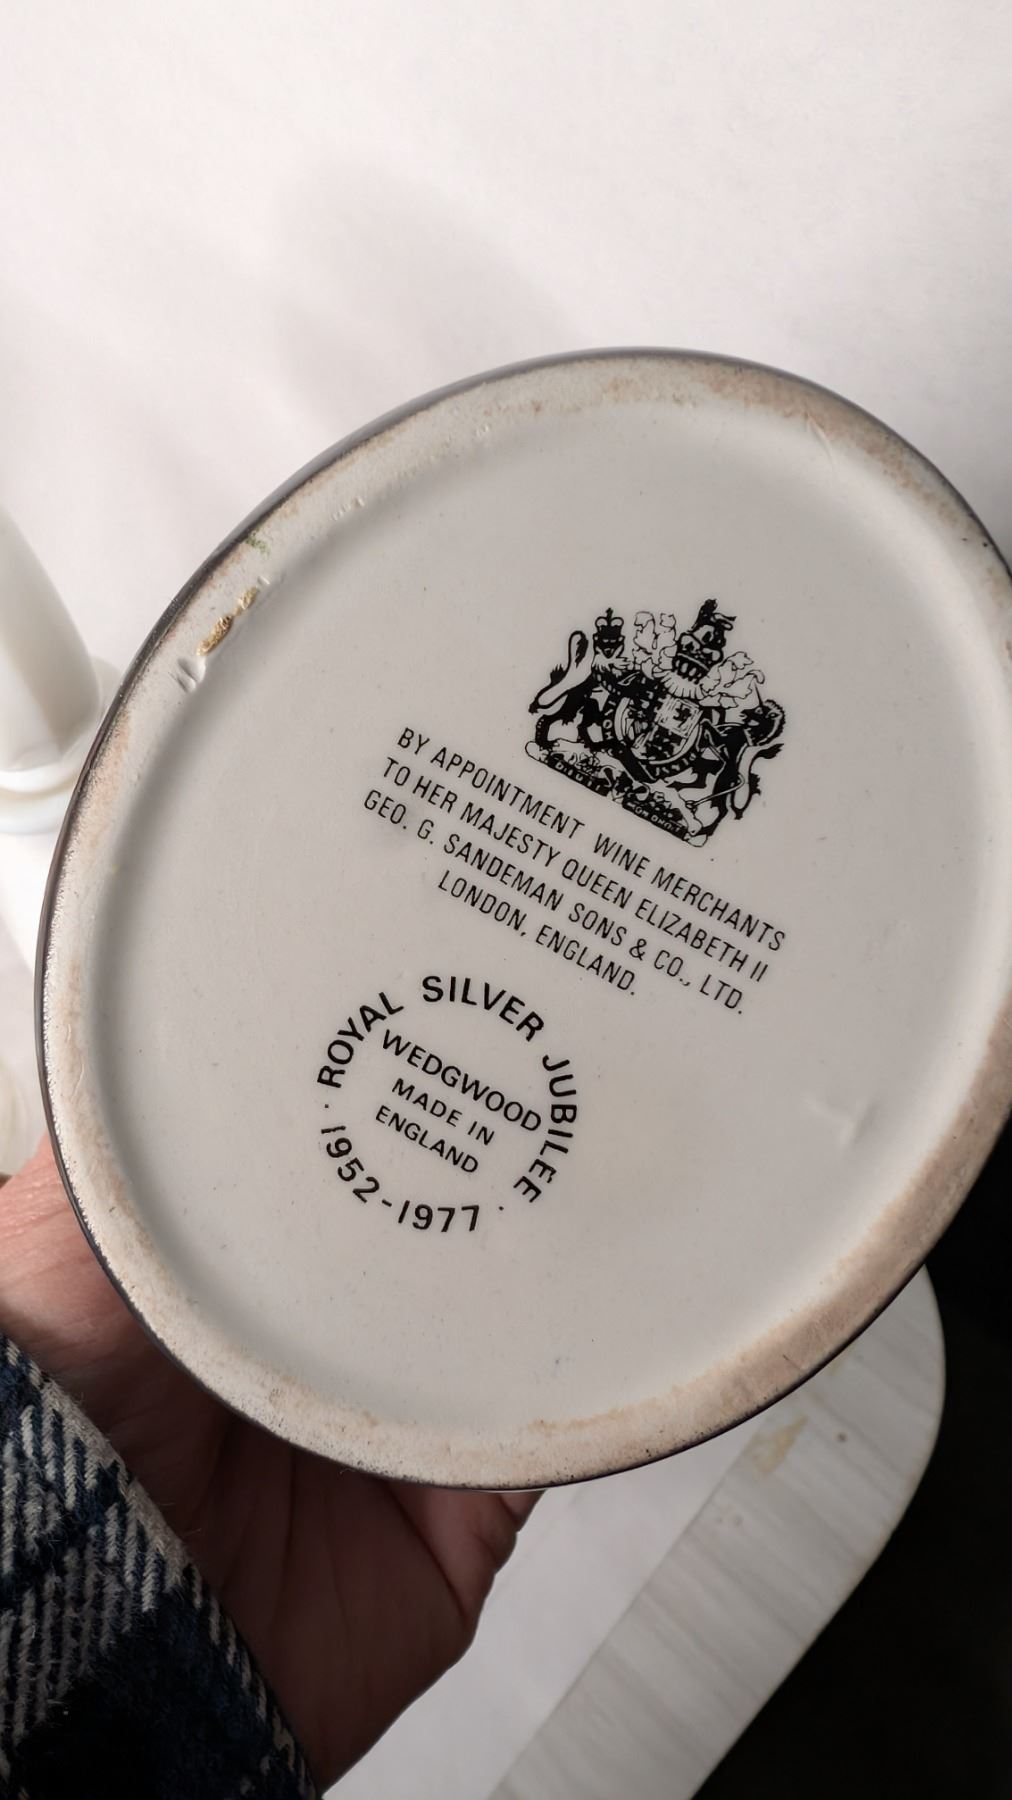 BY APPOINTMENT WINE MERCHANTS
TO HER MAJESTY QUEEN ELIZABETH II
GEO. G. SANDEMAN SONS & CO., LTD.
LONDON, ENGLAND.
· ROYAL SILVER JUBILEE ·
WEDGWOOD
MADE IN
ENGLAND
1952-1977